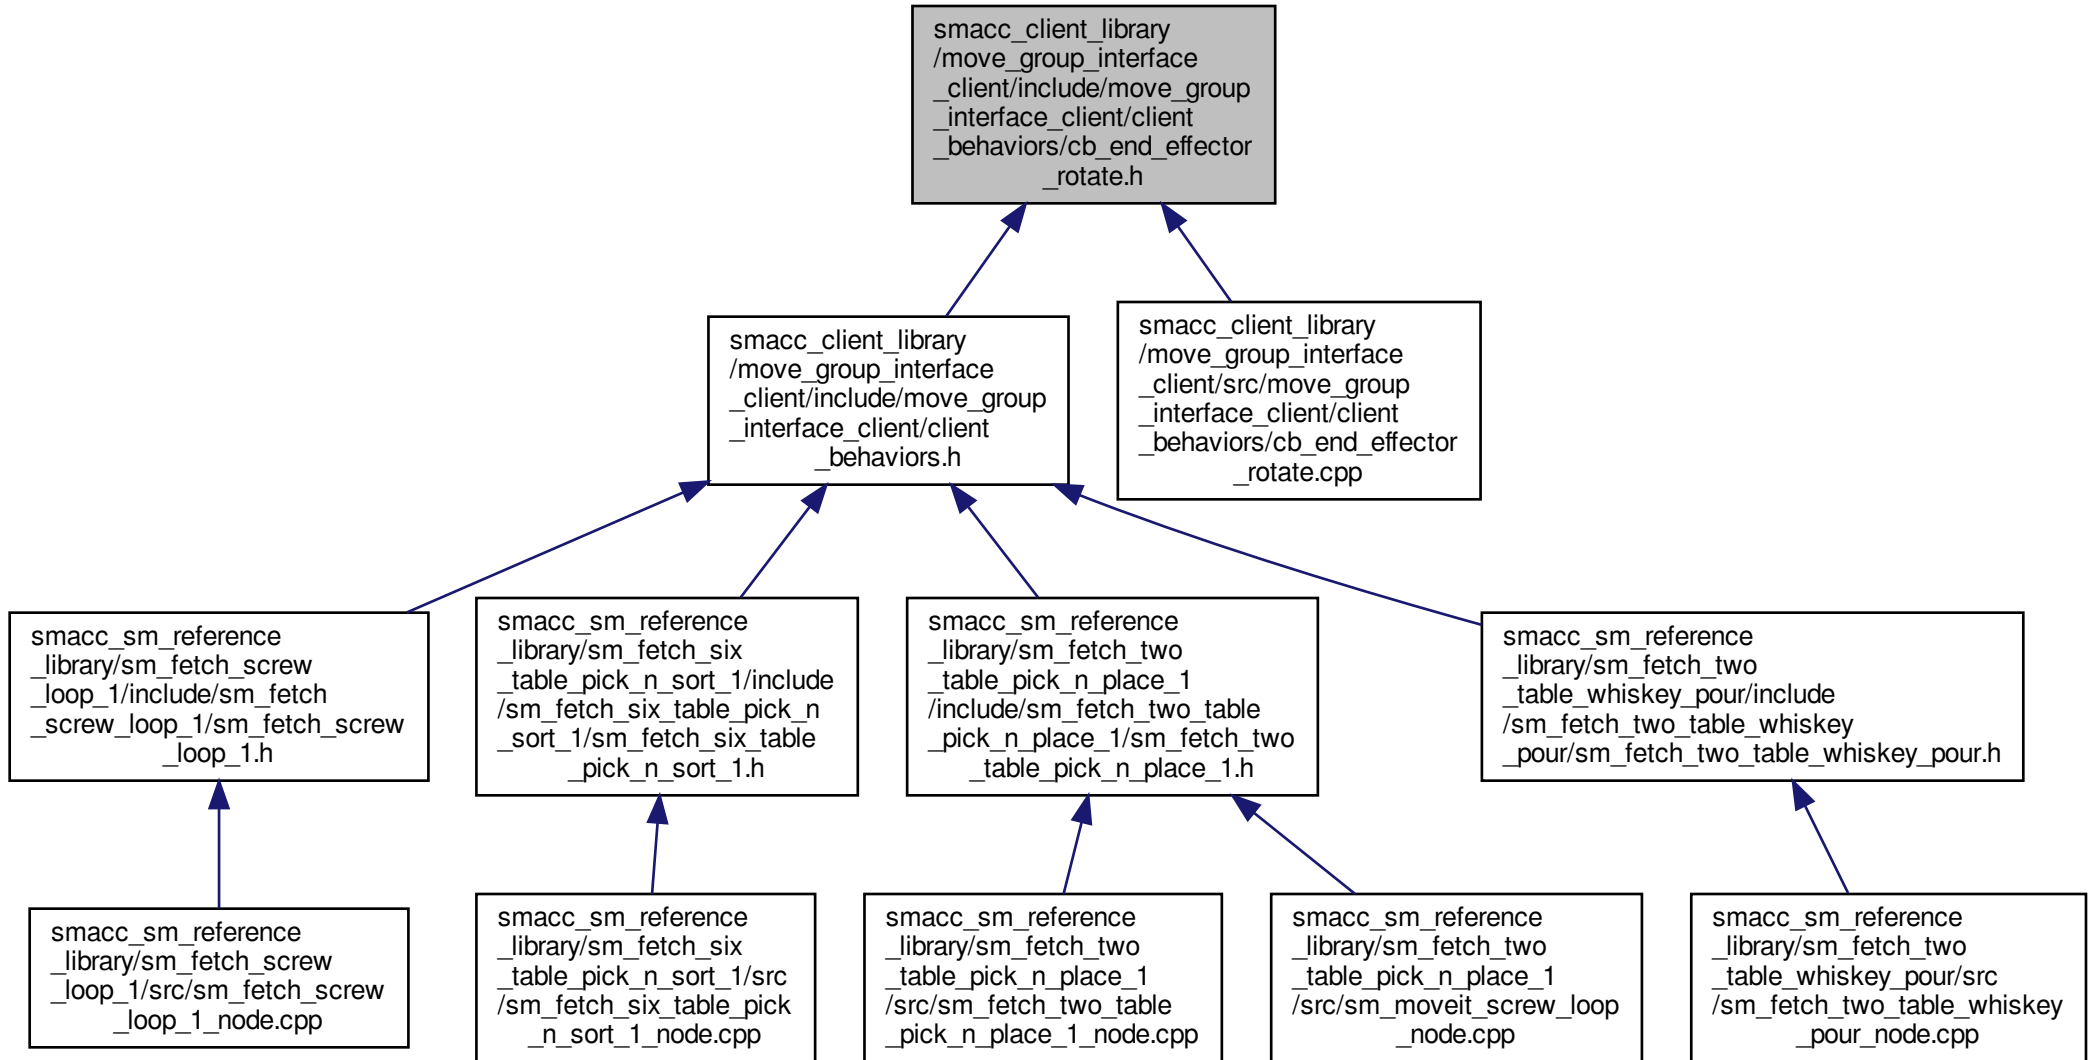 smacc_client_library
/move_group_interface
_client/include/move_group
_interface_client/client
_behaviors/cb_end_effector
_rotate.h
smacc_client_library
/move_group_interface
_client/include/move_group
_interface_client/client
_behaviors.h
smacc_client_library
/move_group_interface
_client/src/move_group
_interface_client/client
_behaviors/cb_end_effector
_rotate.cpp
smacc_sm_reference
_library/sm_fetch_screw
_loop_1/include/sm_fetch
_screw_loop_1/sm_fetch_screw
_loop_1.h
smacc_sm_reference
_library/sm_fetch_six
_table_pick_n_sort_1/include
/sm_fetch_six_table_pick_n
_sort_1/sm_fetch_six_table
_pick_n_sort_1.h
smacc_sm_reference
_library/sm_fetch_two
_table_pick_n_place_1
/include/sm_fetch_two_table
_pick_n_place_1/sm_fetch_two
_table_pick_n_place_1.h
smacc_sm_reference
_library/sm_fetch_two
_table_whiskey_pour/include
/sm_fetch_two_table_whiskey
_pour/sm_fetch_two_table_whiskey_pour.h
smacc_sm_reference
_library/sm_fetch_screw
_loop_1/src/sm_fetch_screw
_loop_1_node.cpp
smacc_sm_reference
_library/sm_fetch_six
_table_pick_n_sort_1/src
/sm_fetch_six_table_pick
_n_sort_1_node.cpp
smacc_sm_reference
_library/sm_fetch_two
_table_pick_n_place_1
/src/sm_fetch_two_table
_pick_n_place_1_node.cpp
smacc_sm_reference
_library/sm_fetch_two
_table_pick_n_place_1
/src/sm_moveit_screw_loop
_node.cpp
smacc_sm_reference
_library/sm_fetch_two
_table_whiskey_pour/src
/sm_fetch_two_table_whiskey
_pour_node.cpp